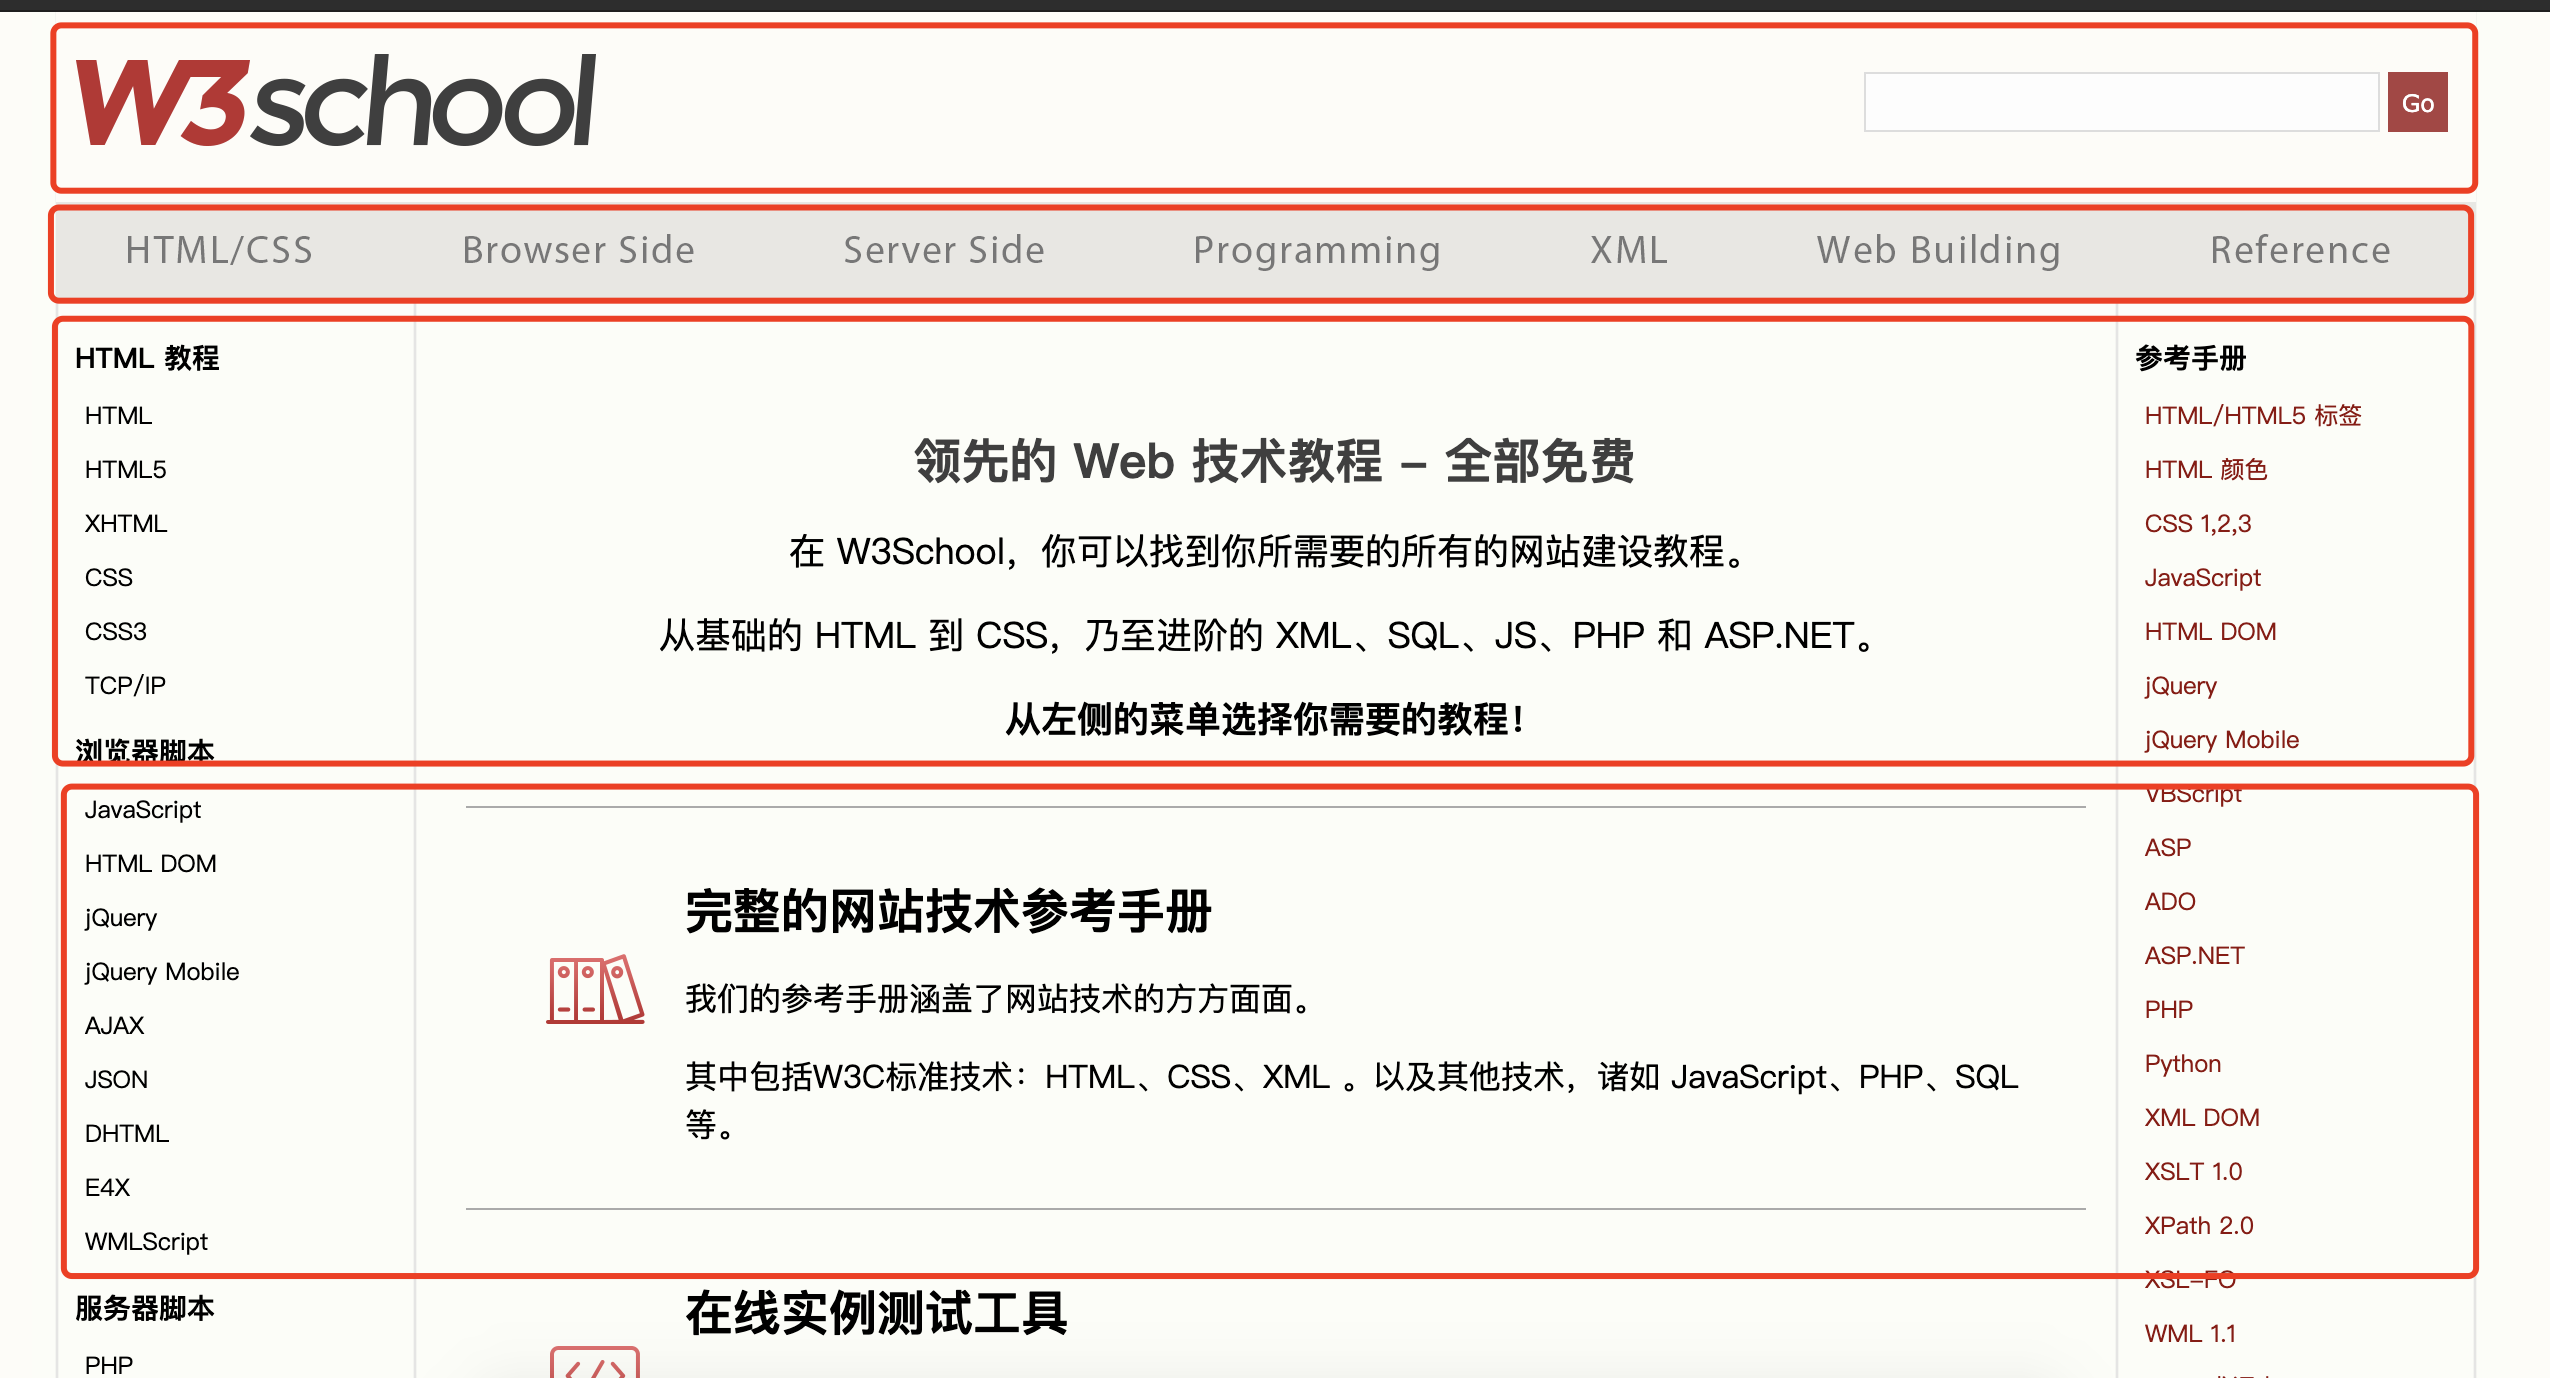 W3school
Go
HTML/CSS Browser Side Server Side Programming XML Web Building Reference
HTML 教程
HTML
HTML5
XHTML
CSS
CSS3
TCP/IP
浏览器脚本
JavaScript
HTML DOM
jQuery
jQuery Mobile
AJAX
JSON
DHTML
E4X
WMLScript
服务器脚本
PHP
领先的 Web 技术教程 – 全部免费
在 W3School，你可以找到你所需要的所有的网站建设教程。
从基础的 HTML 到 CSS，乃至进阶的 XML、SQL、JS、PHP 和 ASP.NET。
从左侧的菜单选择你需要的教程！
完整的网站技术参考手册
我们的参考手册涵盖了网站技术的方方面面。
其中包括W3C标准技术：HTML、CSS、XML 。以及其他技术，诸如 JavaScript、PHP、SQL
等。
在线实例测试工具
参考手册
HTML/HTML5 标签
HTML 颜色
CSS 1,2,3
JavaScript
HTML DOM
jQuery
jQuery Mobile
VBScript
ASP
ADO
ASP.NET
PHP
Python
XML DOM
XSLT 1.0
XPath 2.0
XSL-FO
WML 1.1